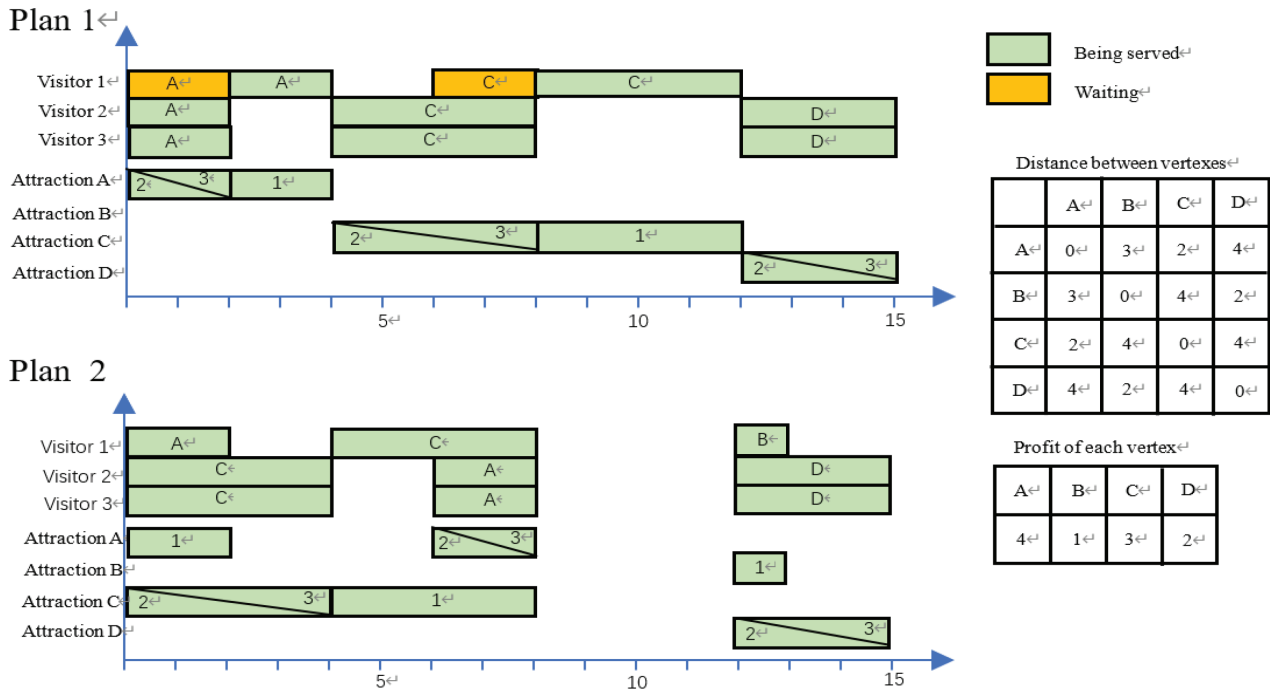 Plan 1↵
Being served↵
Waiting↵
Visitor 1↵
A↵
A↵
C↵
C↵
Visitor 2↵
A↵
C↵
D↵
Visitor 3↵
A↵
C↵
D↵
Attraction A↵
2↵
3↵
1↵
Attraction B↵
Attraction C↵
2↵
3↵
1↵
Attraction D↵
2↵
3↵
5↵
10
15
Distance between vertexes↵
A↵ B↵ C↵ D↵
A↵ 0↵ 3↵ 2↵ 4↵
B↵ 3↵ 0↵ 4↵ 2↵
C↵ 2↵ 4↵ 0↵ 4↵
D↵ 4↵ 2↵ 4↵ 0↵
Profit of each vertex↵
A↵ B↵ C↵ D↵
4↵ 1↵ 3↵ 2↵
Plan 2
Visitor 1↵
A↵
C↵
B↵
Visitor 2↵
C↵
A↵
D↵
Visitor 3↵
C↵
A↵
D↵
Attraction A
1↵
2↵
3↵
Attraction B↵
1↵
Attraction C↵
2↵
3↵
1↵
Attraction D↵
2↵
3↵
5↵
10
15